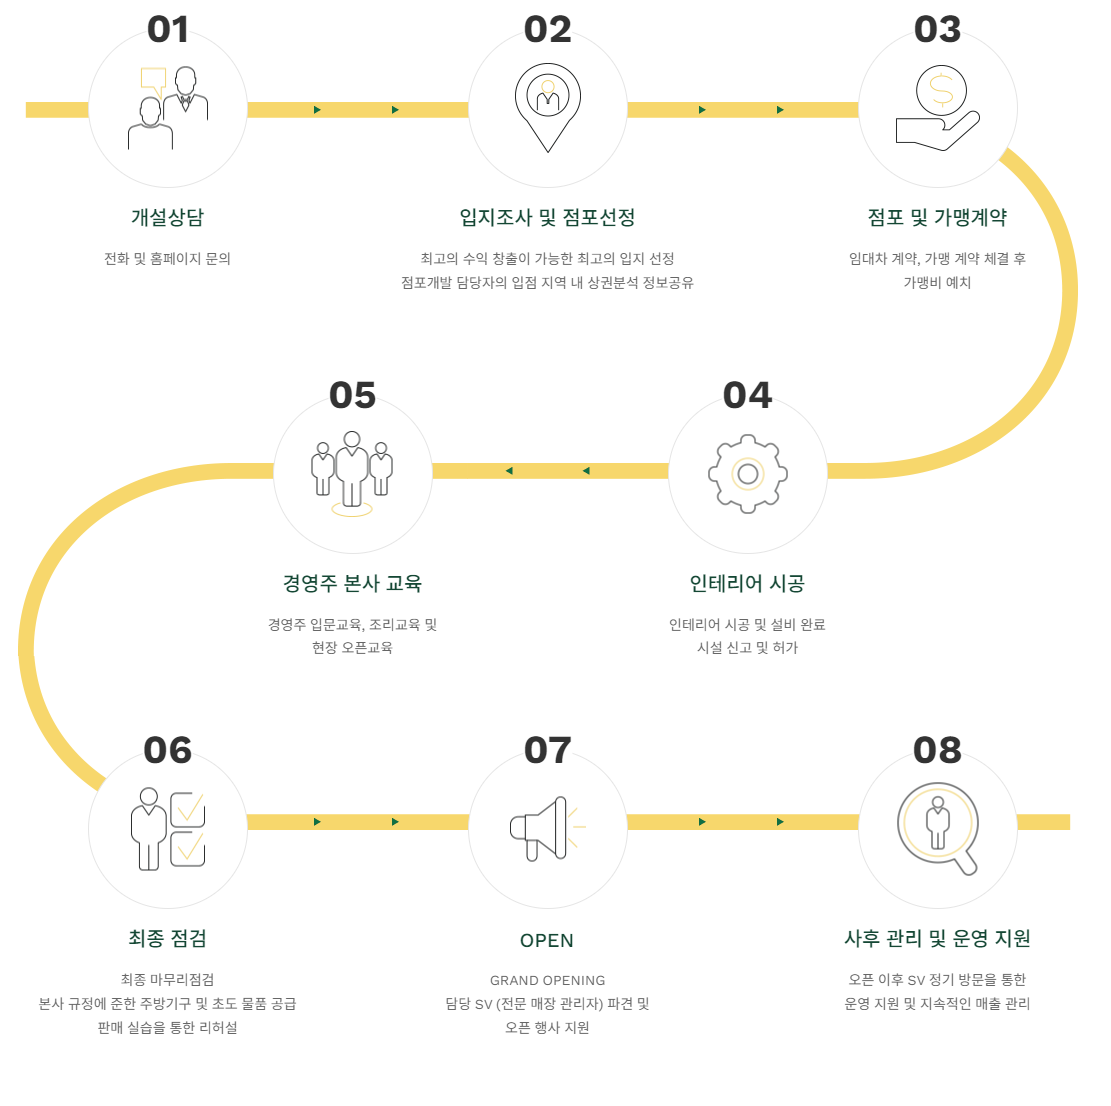 01
개설상담
전화 및 홈페이지 문의
02
입지조사 및 점포선정
최고의 수익 창출이 가능한 최고의 입지 선정
점포개발 담당자의 입점 지역 내 상권분석 정보공유
03
점포 및 가맹계약
임대차 계약, 가맹 계약 체결 후
가맹비 예치
04
인테리어 시공
인테리어 시공 및 설비 완료
시설 신고 및 허가
05
경영주 본사 교육
경영주 입문교육, 조리교육 및
현장 오픈교육
06
최종 점검
최종 마무리점검
본사 규정에 준한 주방기구 및 초도 물품 공급
판매 실습을 통한 리허설
07
OPEN
GRAND OPENING
담당 SV (전문 매장 관리자) 파견 및
오픈 행사 지원
08
사후 관리 및 운영 지원
오픈 이후 SV 정기 방문을 통한
운영 지원 및 지속적인 매출 관리